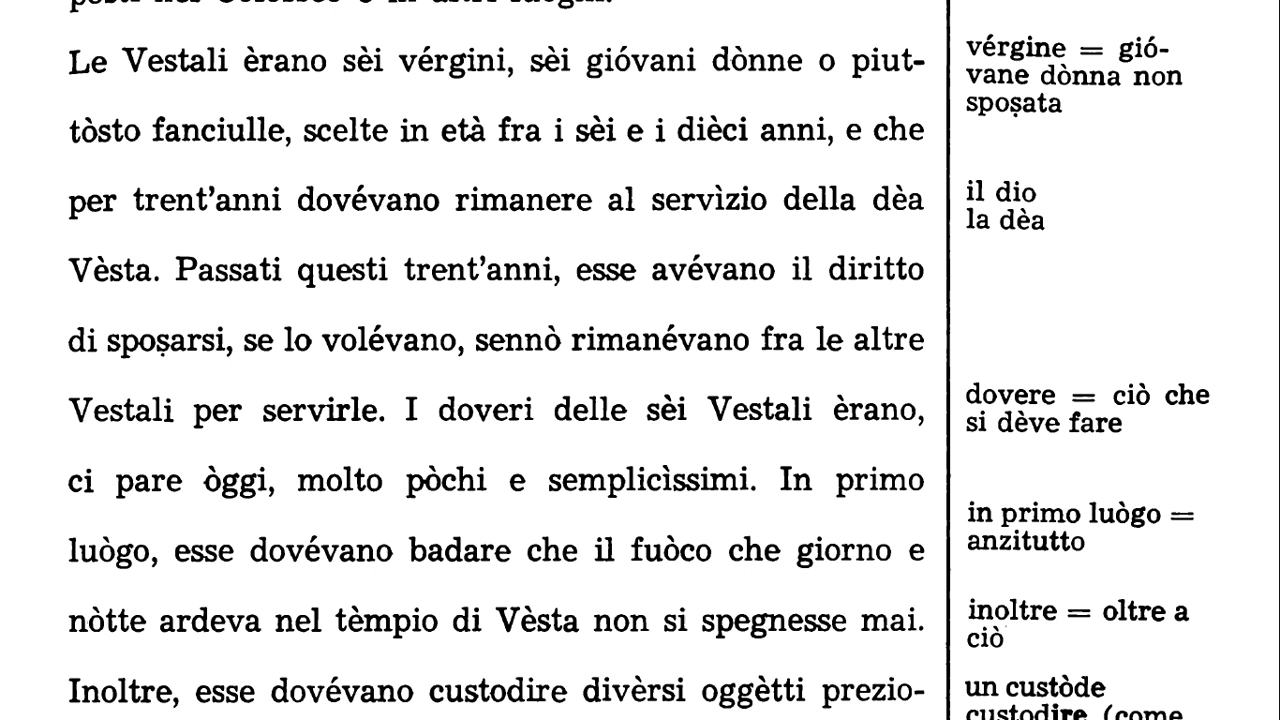 Le Vestali èrano sèi vérgini, sèi gióvani dònne o piut-
tòsto fanciulle, scelte in età fra i sèi e i dièci anni, e che
per trent'anni dovévano rimanere al servìzio della dèa
Vèsta. Passati questi trent'anni, esse avévano il diritto
di spoṣarsi, se lo volévano, sennò rimanévano fra le altre
Vestali per servirle. I doveri delle sèi Vestali èrano,
ci pare òggi, molto pòchi e semplicìssimi. In primo
luògo, esse dovévano badare che il fuòco che giorno e
nòtte ardeva nel tèmpio di Vèsta non si spegnesse mai.
Inoltre, esse dovévano custodire divèrsi oggètti prezio-
vérgine = gió-
vane dònna non
spoṣata
il dio
la dèa
dovere = ciò che
si dève fare
in primo luògo =
anzitutto
inoltre = oltre a
ciò
un custòde
custodire (come